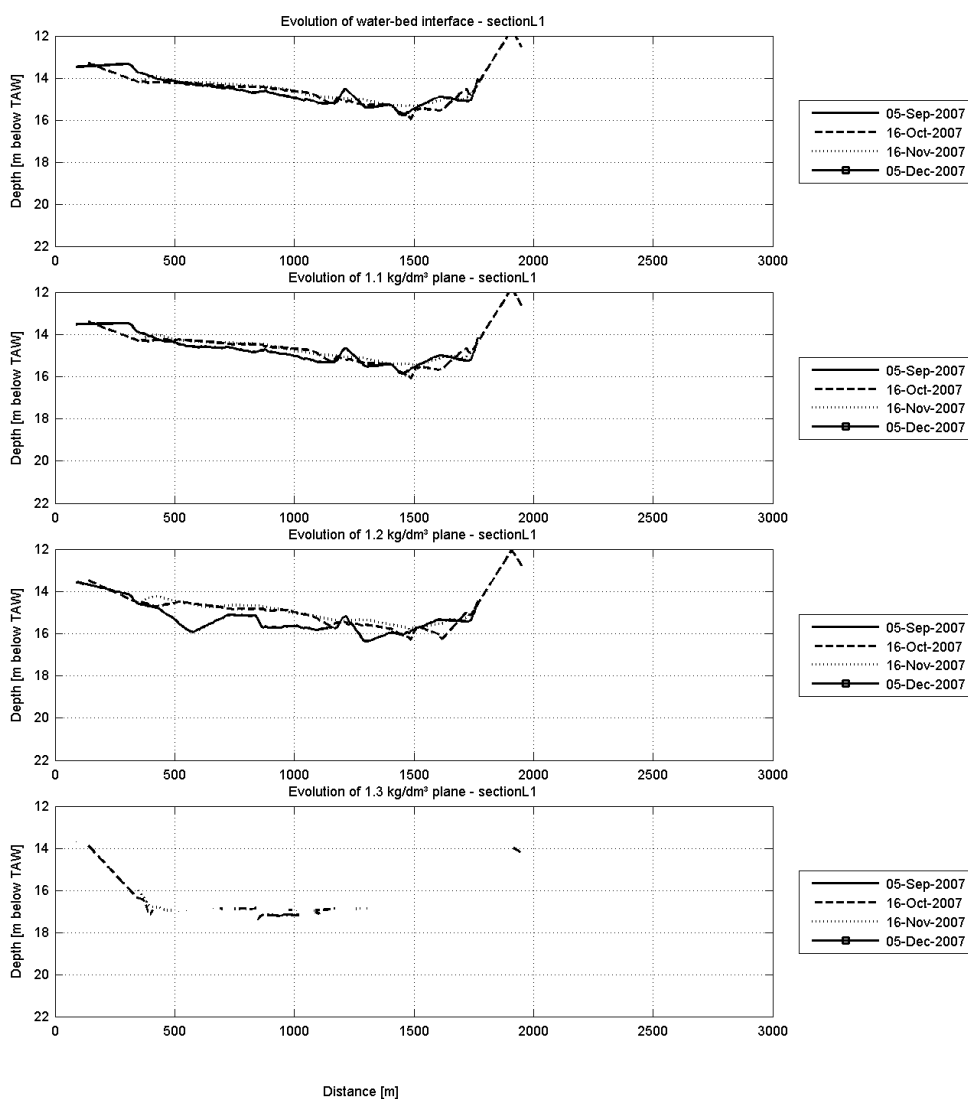 Evolution of water-bed interface - sectionL1
12
14
16
18
20
22
Depth [m below TAW]
0 500 1000 1500 2000 2500 3000
05-Sep-2007
16-Oct-2007
16-Nov-2007
05-Dec-2007
Evolution of 1.1 kg/dm³ plane - sectionL1
12
14
16
18
20
22
Depth [m below TAW]
0 500 1000 1500 2000 2500 3000
05-Sep-2007
16-Oct-2007
16-Nov-2007
05-Dec-2007
Evolution of 1.2 kg/dm³ plane - sectionL1
12
14
16
18
20
22
Depth [m below TAW]
0 500 1000 1500 2000 2500 3000
05-Sep-2007
16-Oct-2007
16-Nov-2007
05-Dec-2007
Evolution of 1.3 kg/dm³ plane - sectionL1
12
14
16
18
20
22
Depth [m below TAW]
0 500 1000 1500 2000 2500 3000
05-Sep-2007
16-Oct-2007
16-Nov-2007
05-Dec-2007
Distance [m]